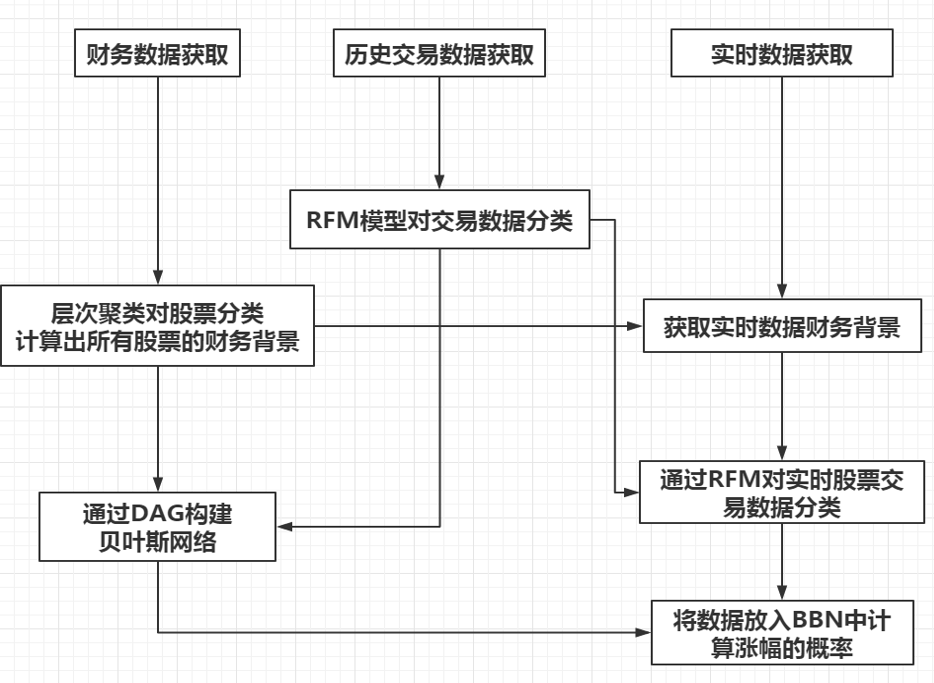 财务数据获取
历史交易数据获取
实时数据获取
RFM模型对交易数据分类
层次聚类对股票分类
计算出所有股票的财务背景
获取实时数据财务背景
通过RFM对实时股票交
易数据分类
通过DAG构建
贝叶斯网络
将数据放入BBN中计
算涨幅的概率